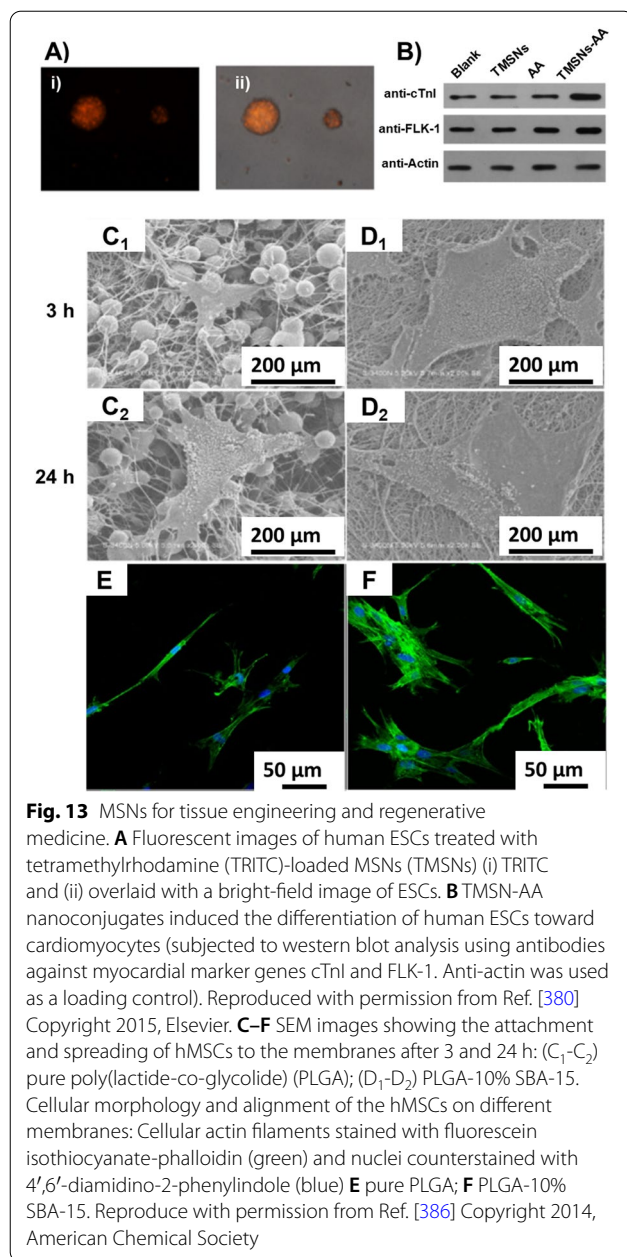 A)
i)
ii)
B)
Blank
TMSNs
AA
TMSNs-AA
anti-cTnI
anti-FLK-1
anti-Actin
C₁
D₁
3 h
200 µm
200 µm
C₂
D₂
24 h
200 µm
200 µm
E
F
50 µm
50 µm
Fig. 13 MSNs for tissue engineering and regenerative
medicine. A Fluorescent images of human ESCs treated with
tetramethylrhodamine (TRITC)-loaded MSNs (TMSNs) (i) TRITC
and (ii) overlaid with a bright-field image of ESCs. B TMSN-AA
nanoconjugates induced the differentiation of human ESCs toward
cardiomyocytes (subjected to western blot analysis using antibodies
against myocardial marker genes cTnI and FLK-1. Anti-actin was used
as a loading control). Reproduced with permission from Ref. [380]
Copyright 2015, Elsevier. C–F SEM images showing the attachment
and spreading of hMSCs to the membranes after 3 and 24 h: (C₁-C₂)
pure poly(lactide-co-glycolide) (PLGA); (D₁-D₂) PLGA-10% SBA-15.
Cellular morphology and alignment of the hMSCs on different
membranes: Cellular actin filaments stained with fluorescein
isothiocyanate-phalloidin (green) and nuclei counterstained with
4′,6′-diamidino-2-phenylindole (blue) E pure PLGA; F PLGA-10%
SBA-15. Reproduce with permission from Ref. [386] Copyright 2014,
American Chemical Society